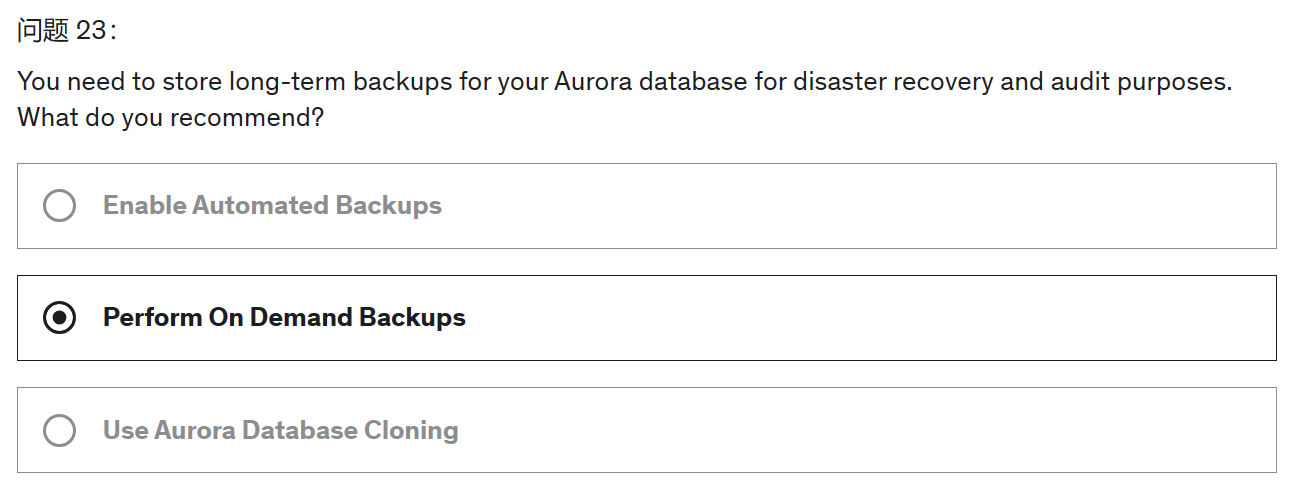 问题 23：
You need to store long-term backups for your Aurora database for disaster recovery and audit purposes.
What do you recommend?
Enable Automated Backups
Perform On Demand Backups
Use Aurora Database Cloning